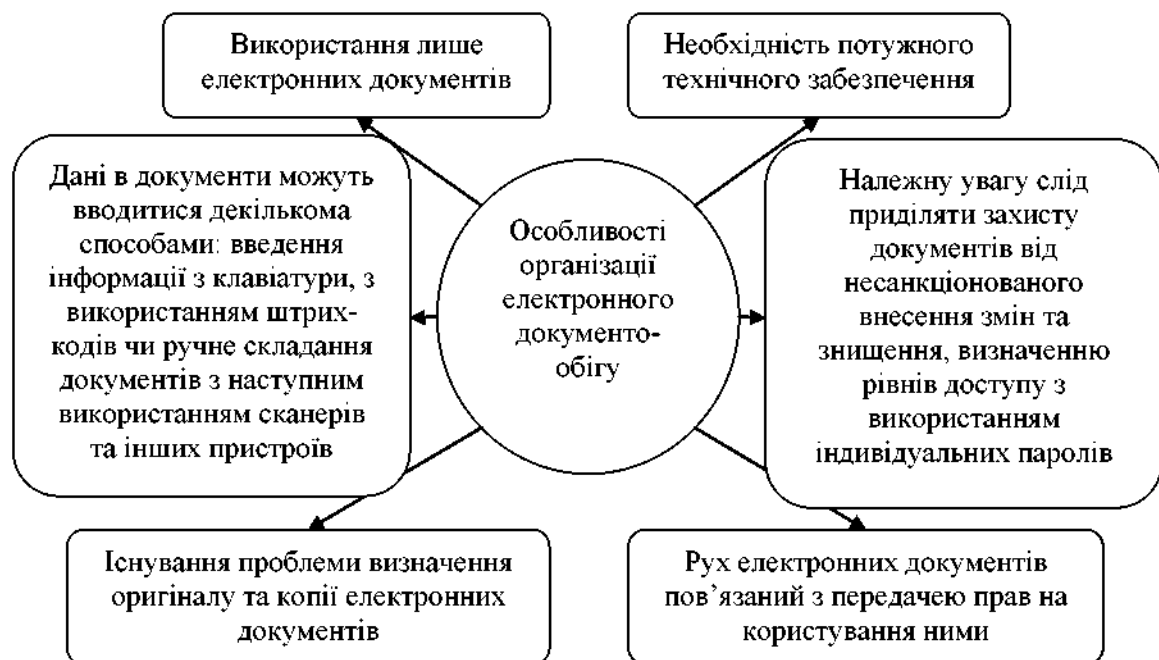 Використання лише
електронних документів
Необхідність потужного
технічного забезпечення
Дані в документи можуть
вводитися декількома
способами: введення
інформації з клавіатури, з
використанням штрих-
кодів чи ручне складання
документів з наступним
використанням сканерів
та інших пристроїв
Особливості
організації
електронного
документо-
обігу
Належну увагу слід
приділяти захисту
документів від
несанкціонованого
внесення змін та
знищення, визначенню
рівнів доступу з
використанням
індивідуальних паролів
Існування проблеми визначення
оригіналу та копії електронних
документів
Рух електронних документів
пов’язаний з передачею прав на
користування ними